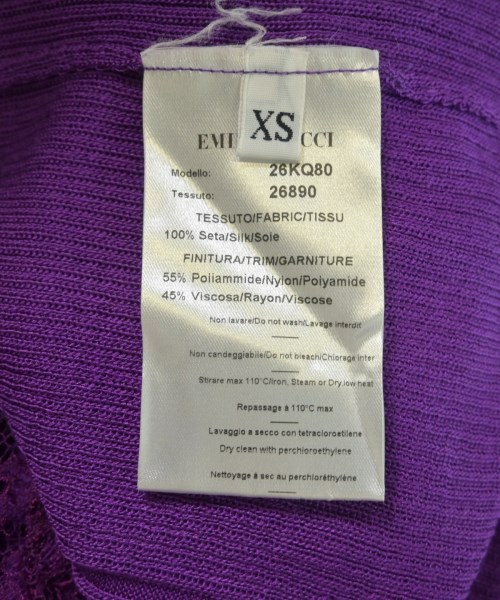 XS
EMI CCI
Modello: 26KQ80
Tessuto: 26890
TESSUTO/FABRIC/TISSU
100% Seta/Silk/Soie
FINITURA/TRIM/GARNITURE
55% Poliammide/Nylon/Polyamide
45% Viscosa/Rayon/Viscose
Non lavare/Do not wash/Lavage interdit
Non candeggiabile/Do not bleach/Chlorage inter
Stirare max 110°C/Iron, Steam or Dry,low heat
Repassage à 110°C max
Lavaggio a secco con tetracloroetilene
Dry clean with perchloroethylene
Nettoyage à sec au perchloréthyléne